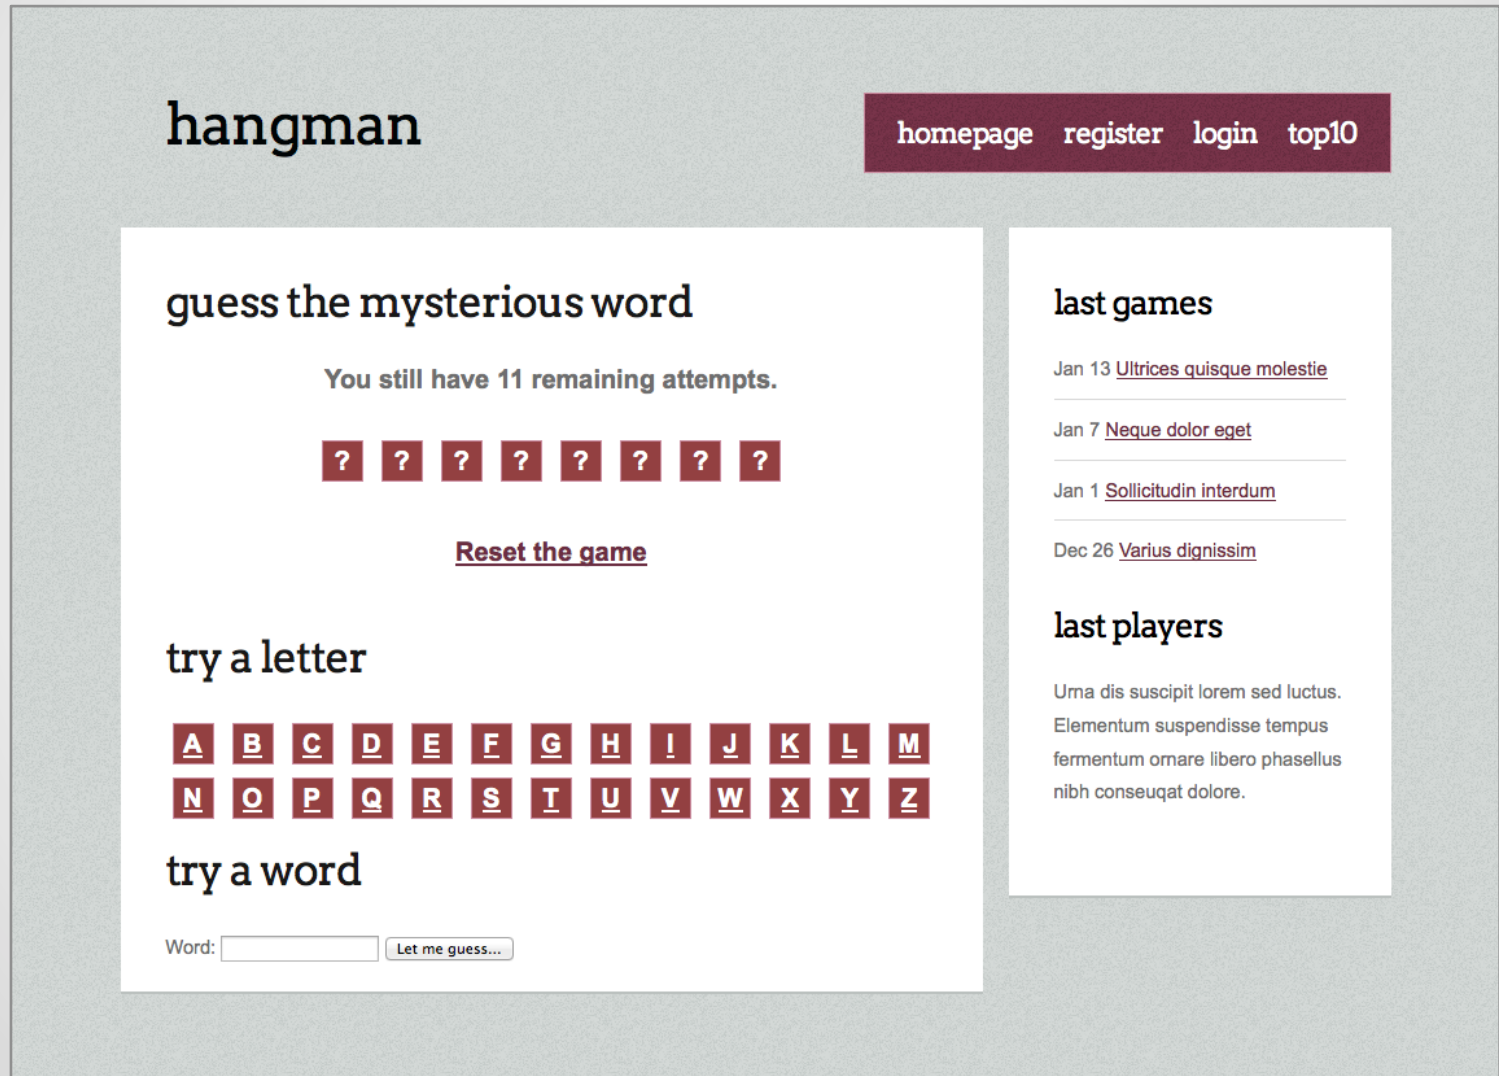 hangman
homepage register login top10
guess the mysterious word
You still have 11 remaining attempts.
? ? ? ? ? ? ? ?
Reset the game
try a letter
A B C D E F G H I J K L M
N O P Q R S T U V W X Y Z
try a word
Word: Let me guess...
last games
Jan 13 Ultrices quisque molestie
Jan 7 Neque dolor eget
Jan 1 Sollicitudin interdum
Dec 26 Varius dignissim
last players
Urna dis suscipit lorem sed luctus.
Elementum suspendisse tempus
fermentum ornare libero phasellus
nibh conseuqat dolore.